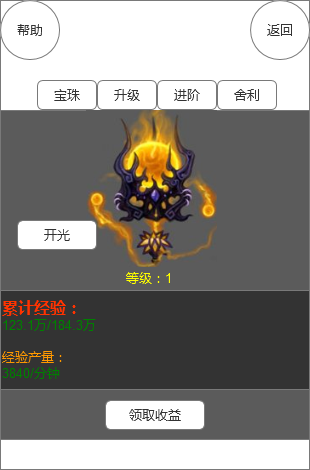 帮助
返回
宝珠
升级
进阶
舍利
开光
等级：1
累计经验：
123.1万/184.3万
经验产量：
3840/分钟
领取收益